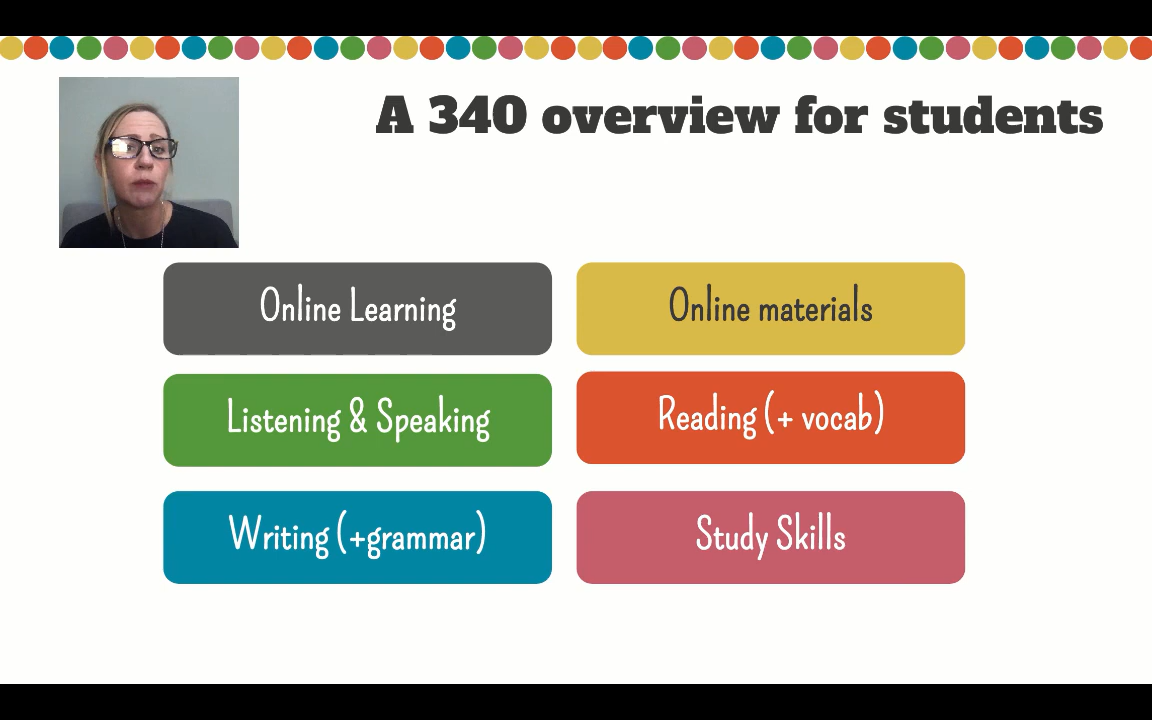 A 340 overview for students
Online Learning
Online materials
Listening & Speaking
Reading (+ vocab)
Writing (+grammar)
Study Skills